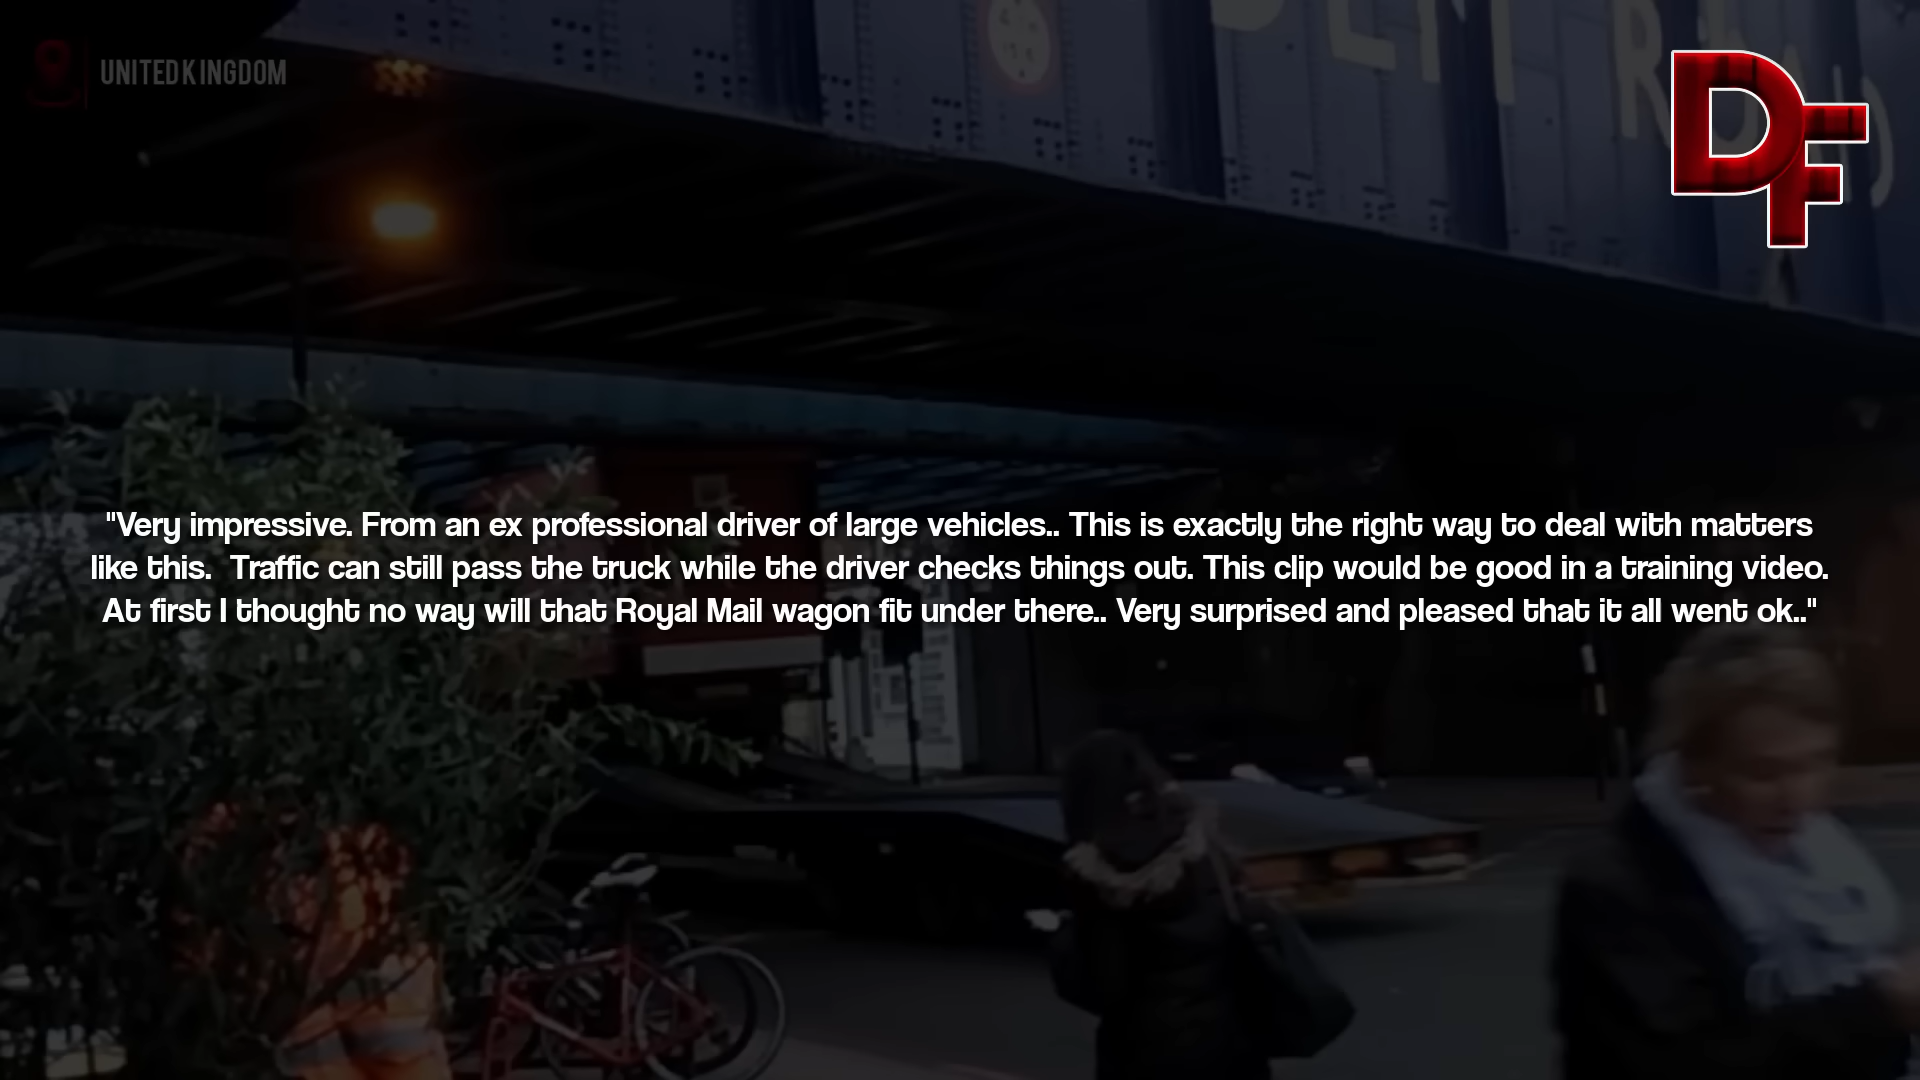 UNITED KINGDOM
DF
"Very impressive. From an ex professional driver of large vehicles.. This is exactly the right way to deal with matters
like this.  Traffic can still pass the truck while the driver checks things out. This clip would be good in a training video.
At first I thought no way will that Royal Mail wagon fit under there.. Very surprised and pleased that it all went ok.."